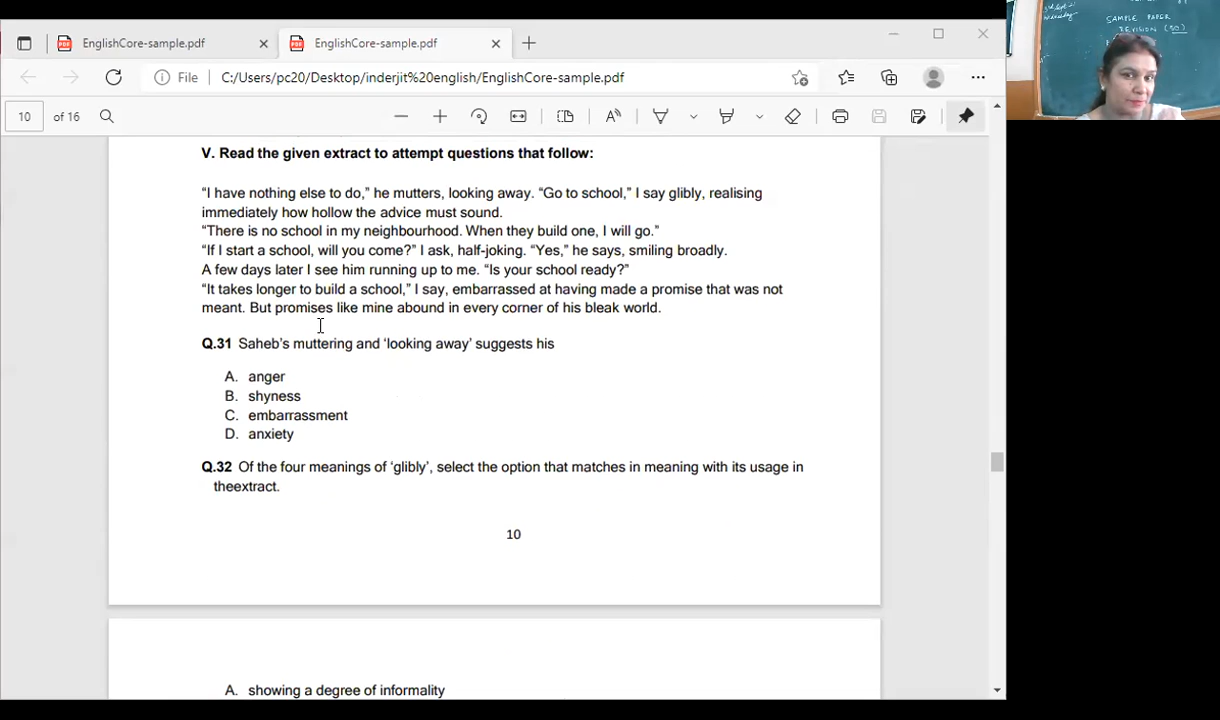 EnglishCore-sample.pdf
EnglishCore-sample.pdf
File
C:/Users/pc20/Desktop/inderjit%20english/EnglishCore-sample.pdf
10
of 16
V. Read the given extract to attempt questions that follow:
“I have nothing else to do,” he mutters, looking away. “Go to school,” I say glibly, realising
immediately how hollow the advice must sound.
“There is no school in my neighbourhood. When they build one, I will go.”
“If I start a school, will you come?” I ask, half-joking. “Yes,” he says, smiling broadly.
A few days later I see him running up to me. “Is your school ready?”
“It takes longer to build a school,” I say, embarrassed at having made a promise that was not
meant. But promises like mine abound in every corner of his bleak world.
Q.31 Saheb’s muttering and ‘looking away’ suggests his
A. anger
B. shyness
C. embarrassment
D. anxiety
Q.32 Of the four meanings of ‘glibly’, select the option that matches in meaning with its usage in
theextract.
10
A. showing a degree of informality
SAMPLE PAPER
REVISION (50)
Wednesday